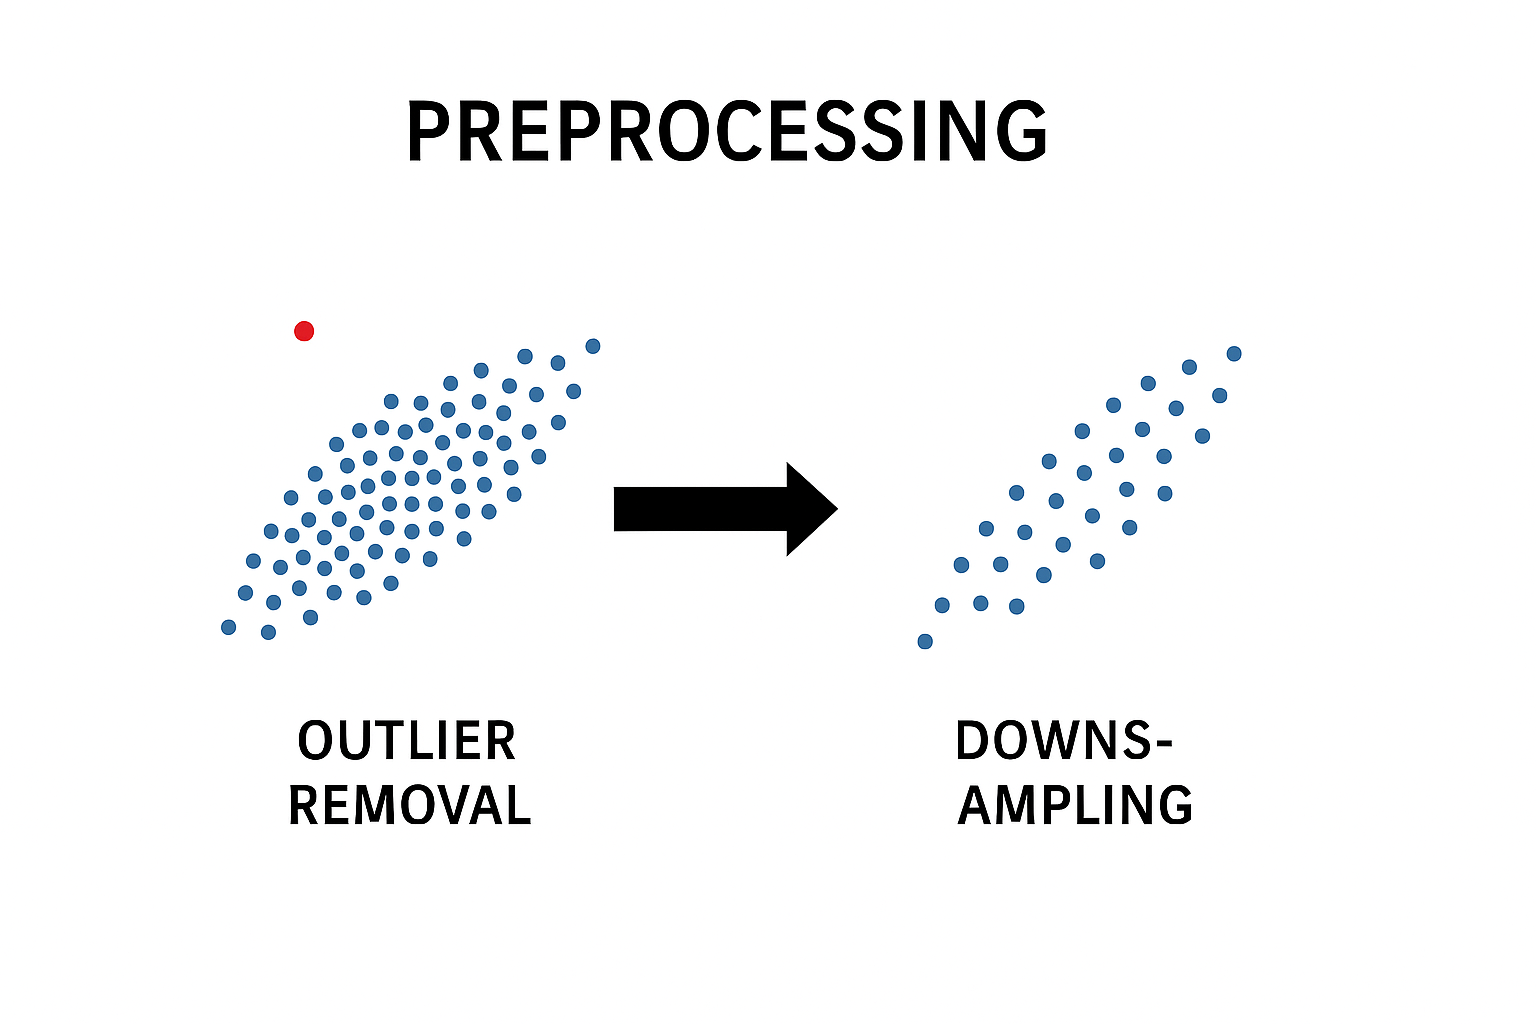 PREPROCESSING
OUTLIER
REMOVAL
DOWNS-
AMPLING